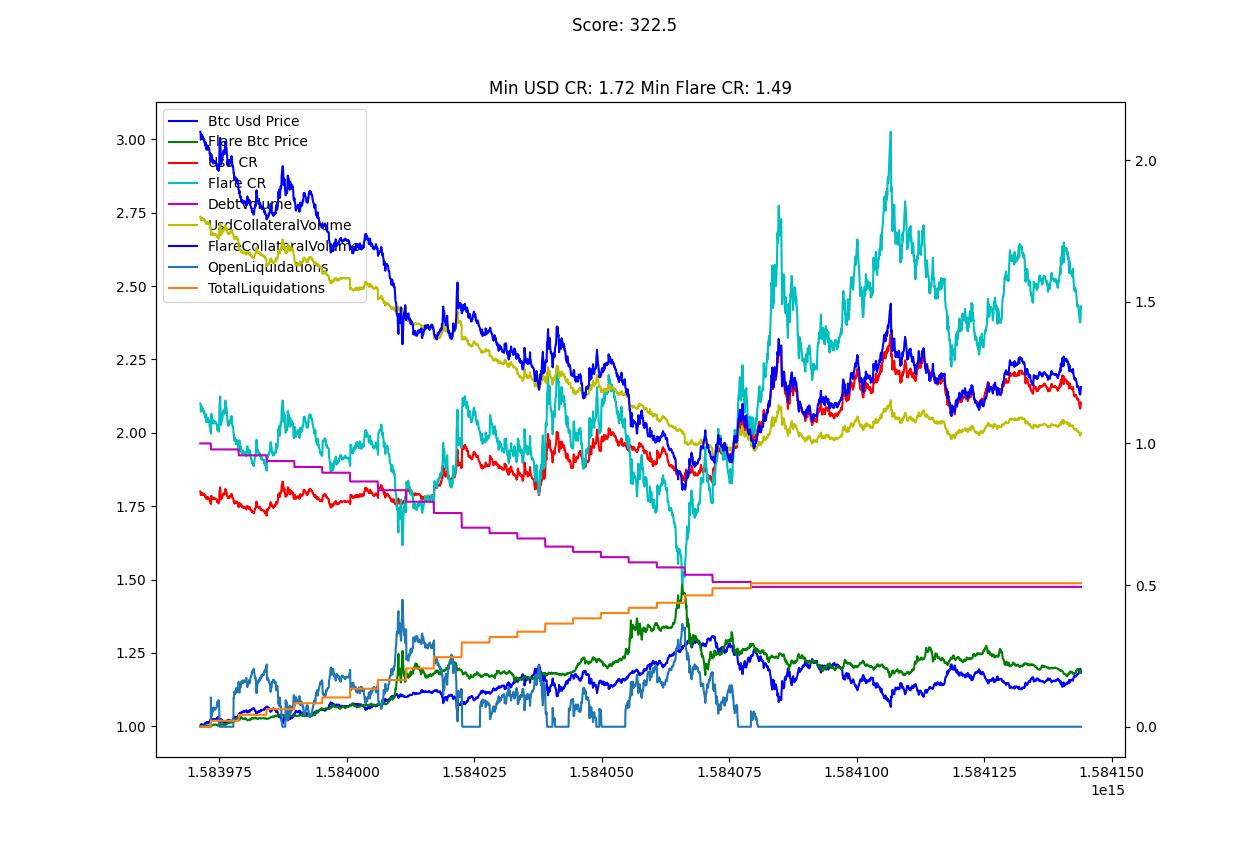 Score: 322.5
Min USD CR: 1.72 Min Flare CR: 1.49
Btc Usd Price
Flare Btc Price
Usd CR
Flare CR
DebtVolume
UsdCollateralVolume
FlareCollateralVolume
OpenLiquidations
TotalLiquidations
3.00
2.75
2.50
2.25
2.00
1.75
1.50
1.25
1.00
2.0
1.5
1.0
0.5
0.0
1.583975 1.584000 1.584025 1.584050 1.584075 1.584100 1.584125 1.584150
1e15